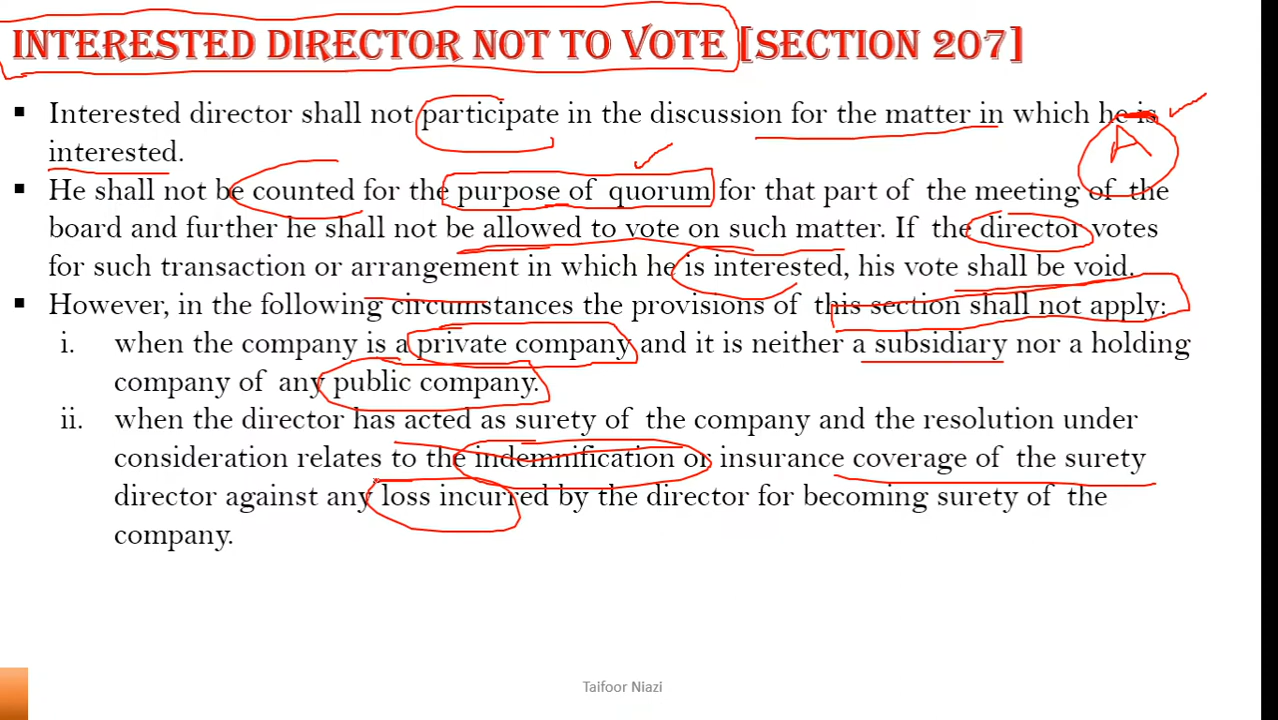 INTERESTED DIRECTOR NOT TO VOTE [SECTION 207]
▪ Interested director shall not participate in the discussion for the matter in which he is
interested.
A
▪ He shall not be counted for the purpose of quorum for that part of the meeting of the
board and further he shall not be allowed to vote on such matter. If the director votes
for such transaction or arrangement in which he is interested, his vote shall be void.
▪ However, in the following circumstances the provisions of this section shall not apply:
i. when the company is a private company and it is neither a subsidiary nor a holding
company of any public company.
ii. when the director has acted as surety of the company and the resolution under
consideration relates to the indemnification or insurance coverage of the surety
director against any loss incurred by the director for becoming surety of the
company.
Taifoor Niazi